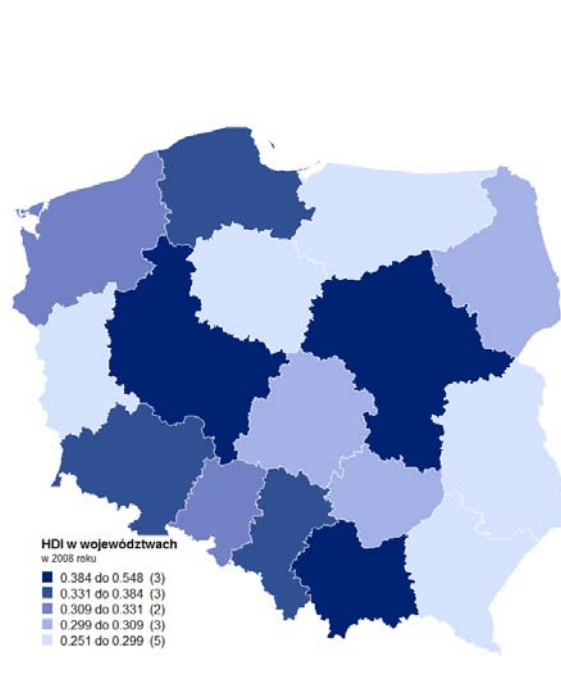 HDI w województwach
w 2008 roku
0.384 do 0.548 (3)
0.331 do 0.384 (3)
0.309 do 0.331 (2)
0.299 do 0.309 (3)
0.251 do 0.299 (5)